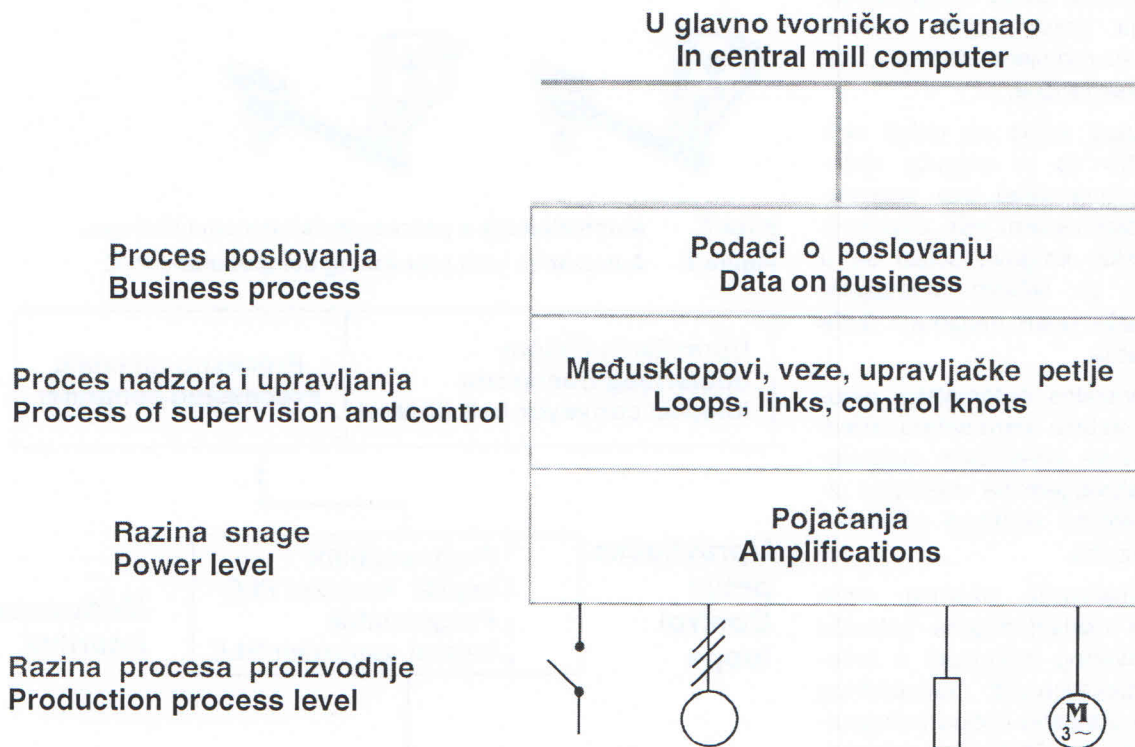 U glavno tvorničko računalo
In central mill computer
Proces poslovanja
Business process
Podaci o poslovanju
Data on business
Proces nadzora i upravljanja
Process of supervision and control
Međusklopovi, veze, upravljačke petlje
Loops, links, control knots
Razina snage
Power level
Pojačanja
Amplifications
Razina procesa proizvodnje
Production process level
M
3~